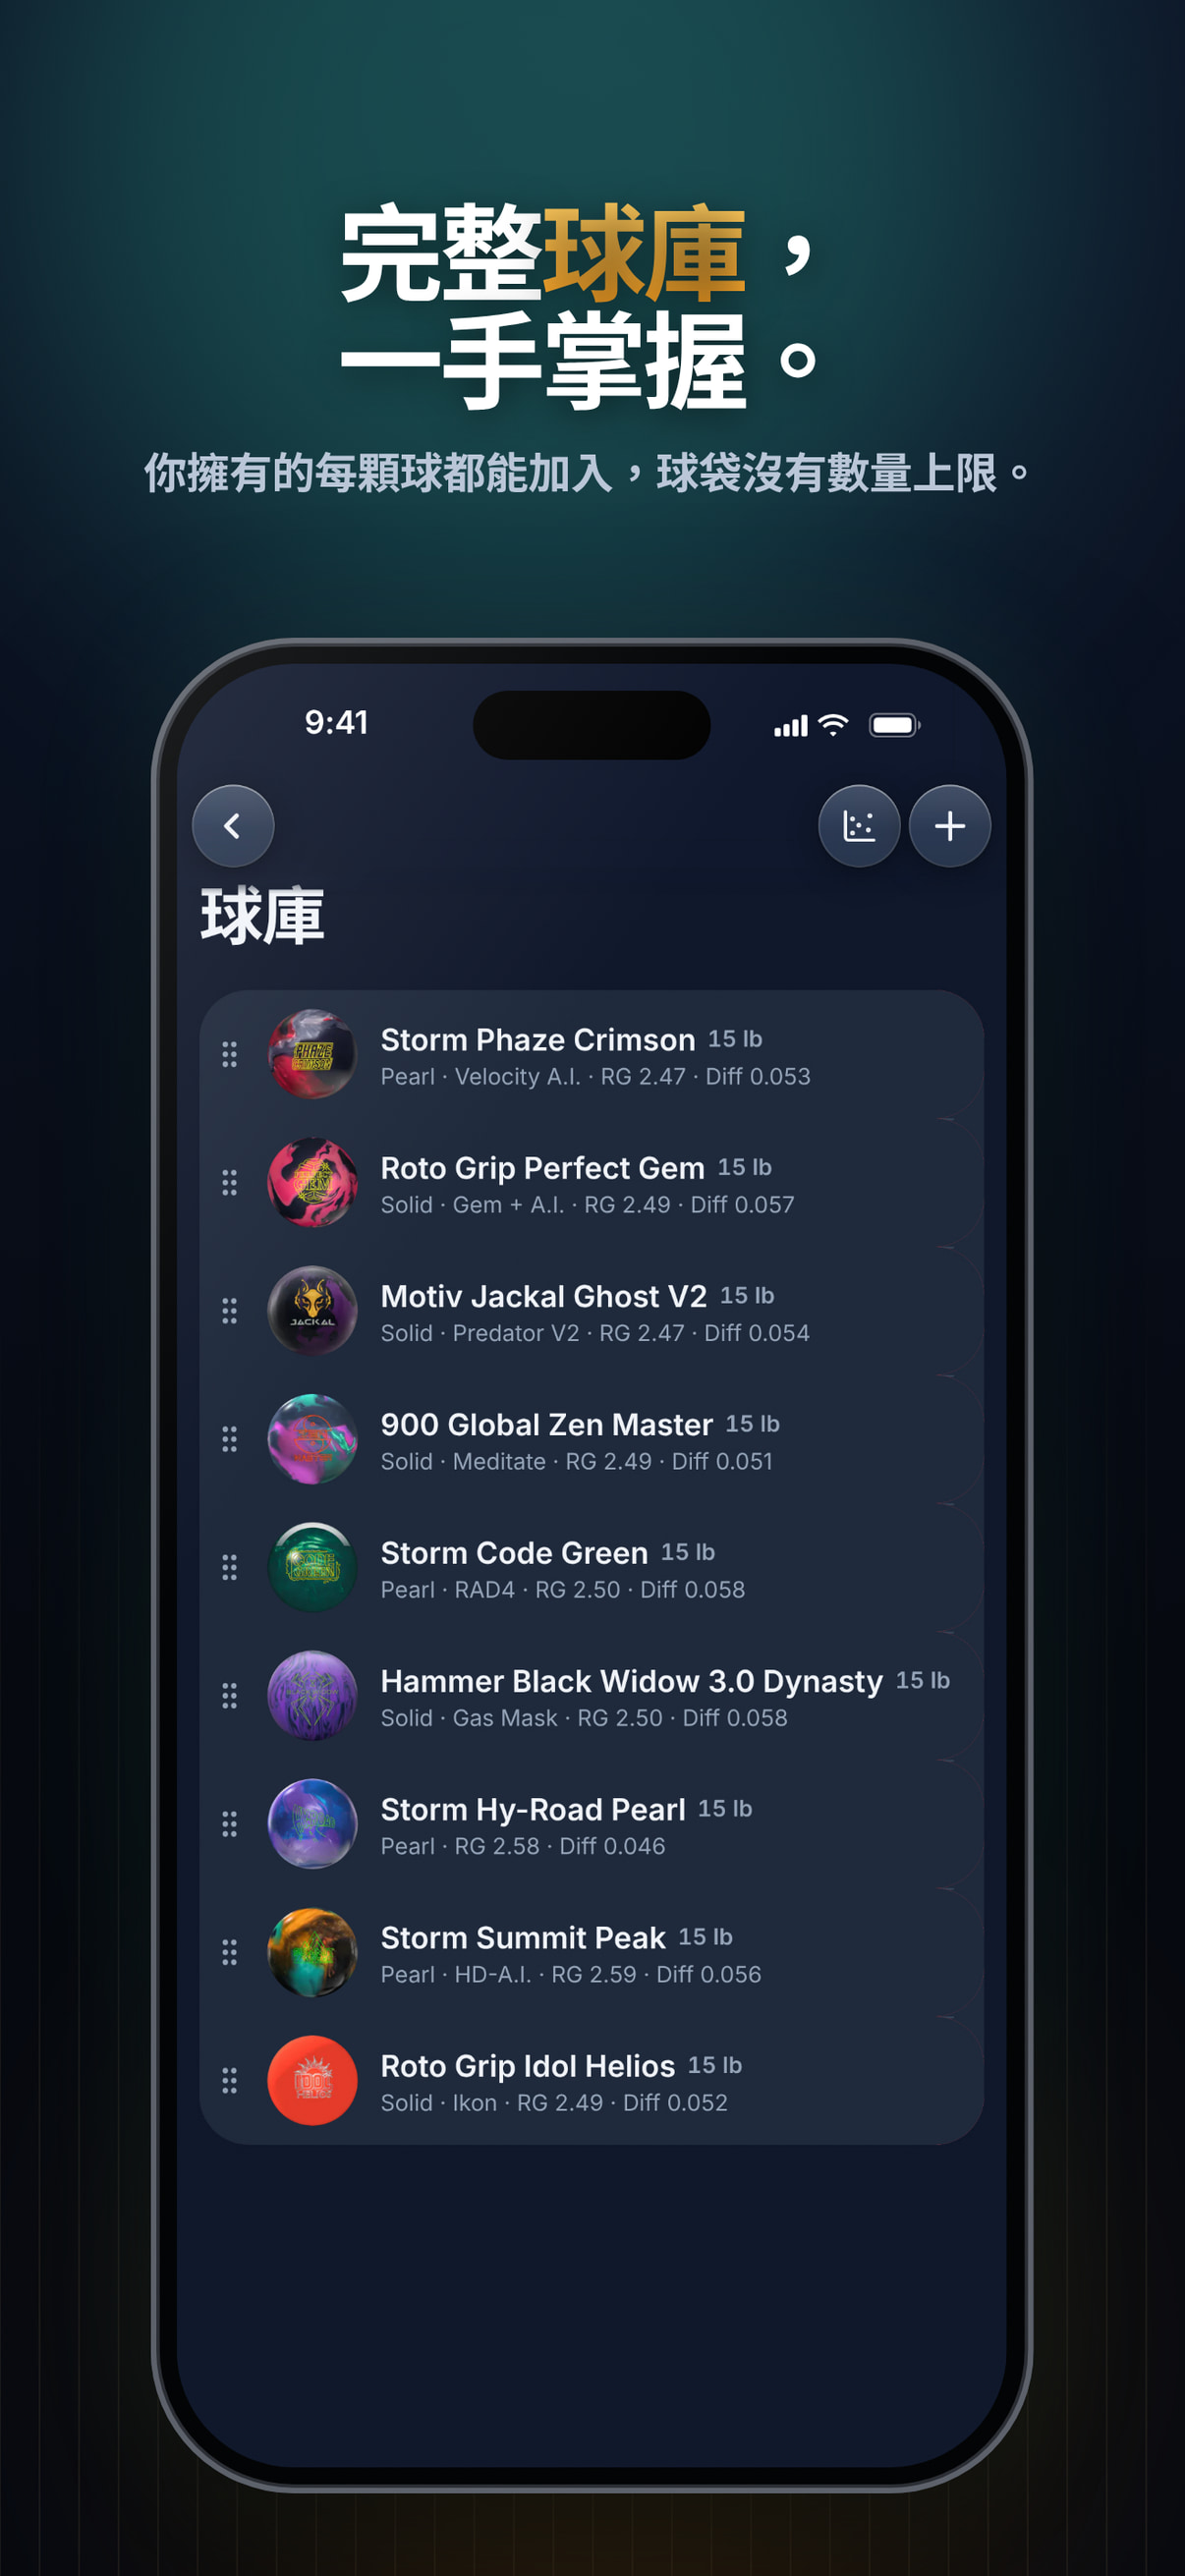 完整球庫，
一手掌握。
你擁有的每顆球都能加入，球袋沒有數量上限。
9:41
球庫
Storm Phaze Crimson 15 lb
Pearl · Velocity A.I. · RG 2.47 · Diff 0.053
Roto Grip Perfect Gem 15 lb
Solid · Gem + A.I. · RG 2.49 · Diff 0.057
Motiv Jackal Ghost V2 15 lb
Solid · Predator V2 · RG 2.47 · Diff 0.054
JACKAL
900 Global Zen Master 15 lb
Solid · Meditate · RG 2.49 · Diff 0.051
Storm Code Green 15 lb
Pearl · RAD4 · RG 2.50 · Diff 0.058
Hammer Black Widow 3.0 Dynasty 15 lb
Solid · Gas Mask · RG 2.50 · Diff 0.058
Storm Hy-Road Pearl 15 lb
Pearl · RG 2.58 · Diff 0.046
Storm Summit Peak 15 lb
Pearl · HD-A.I. · RG 2.59 · Diff 0.056
Roto Grip Idol Helios 15 lb
Solid · Ikon · RG 2.49 · Diff 0.052